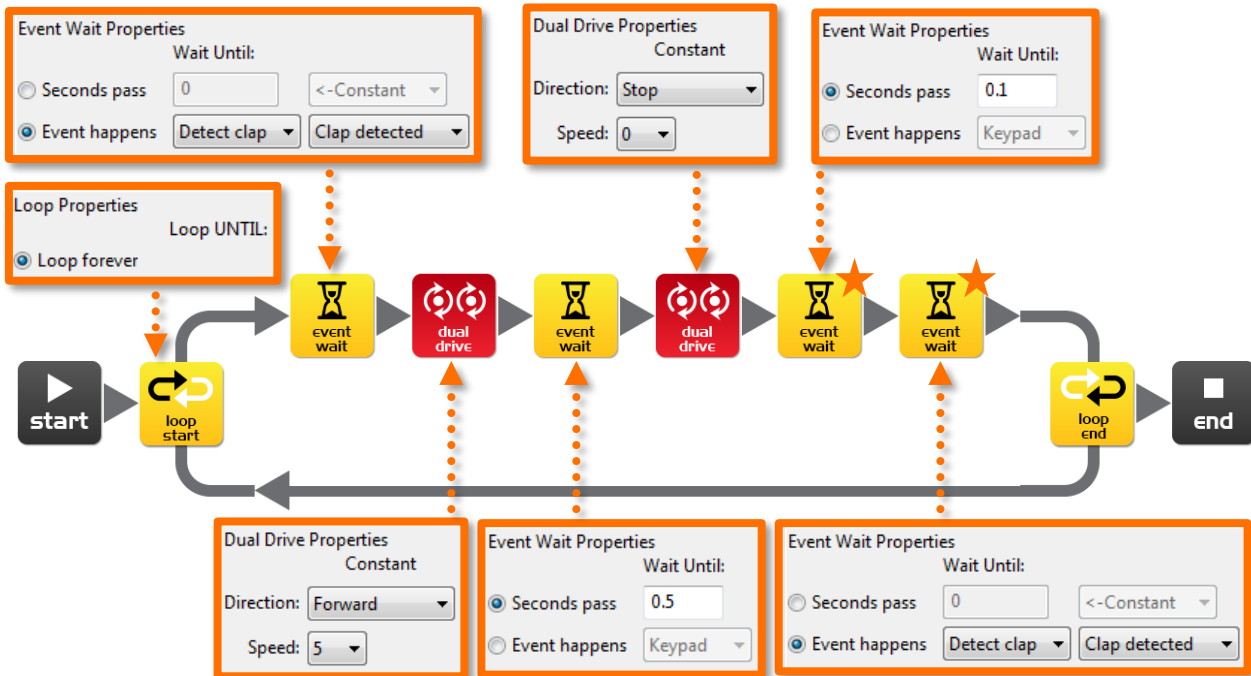 Event Wait Properties
Wait Until:
Seconds pass 0 <-Constant
Event happens Detect clap Clap detected
Dual Drive Properties
Constant
Direction: Stop
Speed: 0
Event Wait Properties
Wait Until:
Seconds pass 0.1
Event happens Keypad
Loop Properties
Loop UNTIL:
Loop forever
start
loop
start
event
wait
dual
drive
event
wait
dual
drive
event
wait
event
wait
loop
end
end
Dual Drive Properties
Constant
Direction: Forward
Speed: 5
Event Wait Properties
Wait Until:
Seconds pass 0.5
Event happens Keypad
Event Wait Properties
Wait Until:
Seconds pass 0 <-Constant
Event happens Detect clap Clap detected